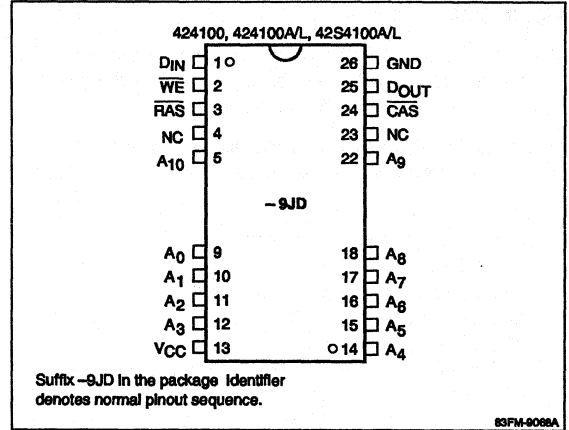 424100, 424100A/L, 42S4100A/L
DIN 1 26 GND
WE 2 25 DOUT
RAS 3 24 CAS
NC 4 23 NC
A10 5 22 A9
–9JD
A0 9 18 A8
A1 10 17 A7
A2 11 16 A6
A3 12 15 A5
VCC 13 14 A4
Suffix –9JD in the package identifier
denotes normal pinout sequence.
83FM-9068A